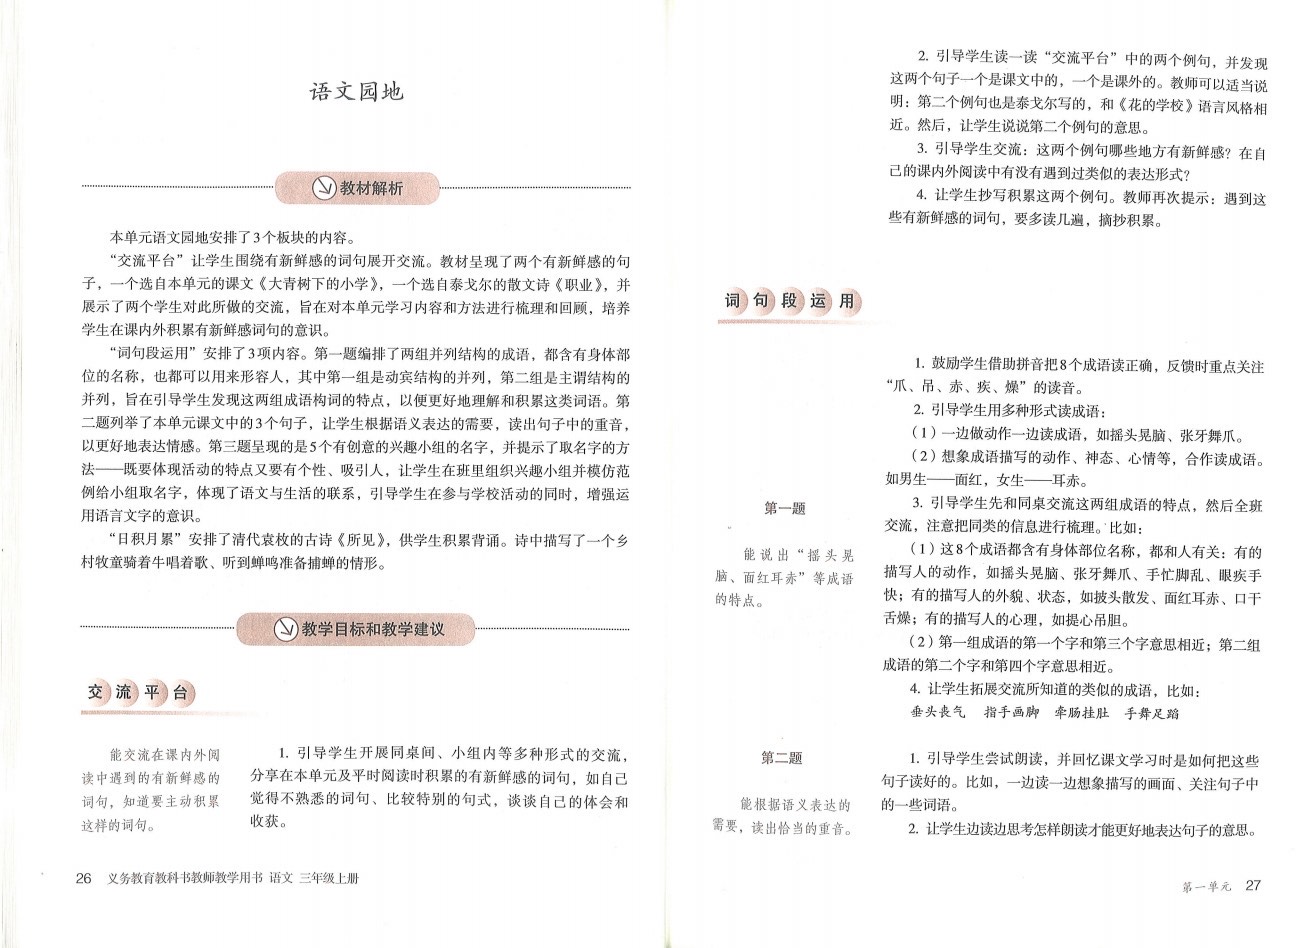 语文园地
教材解析
本单元语文园地安排了3个板块的内容。
“交流平台”让学生围绕有新鲜感的词句展开交流。教材呈现了两个有新鲜感的句
子，一个选自本单元的课文《大青树下的小学》，一个选自泰戈尔的散文诗《职业》，并
展示了两个学生对此所做的交流，旨在对本单元学习内容和方法进行梳理和回顾，培养
学生在课内外积累有新鲜感词句的意识。
“词句段运用”安排了3项内容。第一题编排了两组并列结构的成语，都含有身体部
位的名称，也都可以用来形容人，其中第一组是动宾结构的并列，第二组是主谓结构的
并列，旨在引导学生发现这两组成语构词的特点，以便更好地理解和积累这类词语。第
二题列举了本单元课文中的3个句子，让学生根据语义表达的需要，读出句子中的重音，
以更好地表达情感。第三题呈现的是5个有创意的兴趣小组的名字，并提示了取名字的方
法——既要体现活动的特点又要有个性、吸引人，让学生在班里组织兴趣小组并模仿范
例给小组取名字，体现了语文与生活的联系，引导学生在参与学校活动的同时，增强运
用语言文字的意识。
“日积月累”安排了清代袁枚的古诗《所见》，供学生积累背诵。诗中描写了一个乡
村牧童骑着牛唱着歌、听到蝉鸣准备捕蝉的情形。
教学目标和教学建议
交流平台
能交流在课内外阅
读中遇到的有新鲜感的
词句，知道要主动积累
这样的词句。
1. 引导学生开展同桌间、小组内等多种形式的交流，
分享在本单元及平时阅读时积累的有新鲜感的词句，如自己
觉得不熟悉的词句、比较特别的句式，谈谈自己的体会和
收获。
26 义务教育教科书教师教学用书 语文 三年级上册
2. 引导学生读一读“交流平台”中的两个例句，并发现
这两个句子一个是课文中的，一个是课外的。教师可以适当说
明：第二个例句也是泰戈尔写的，和《花的学校》语言风格相
近。然后，让学生说说第二个例句的意思。
3. 引导学生交流：这两个例句哪些地方有新鲜感？在自
己的课内外阅读中有没有遇到过类似的表达形式？
4. 让学生抄写积累这两个例句。教师再次提示：遇到这
些有新鲜感的词句，要多读几遍，摘抄积累。
词句段运用
第一题
能说出“摇头晃
脑、面红耳赤”等成语
的特点。
1. 鼓励学生借助拼音把8个成语读正确，反馈时重点关注
“爪、吊、赤、疾、燥”的读音。
2. 引导学生用多种形式读成语：
（1）一边做动作一边读成语，如摇头晃脑、张牙舞爪。
（2）想象成语描写的动作、神态、心情等，合作读成语。
如男生——面红，女生——耳赤。
3. 引导学生先和同桌交流这两组成语的特点，然后全班
交流，注意把同类的信息进行梳理。比如：
（1）这8个成语都含有身体部位名称，都和人有关：有的
描写人的动作，如摇头晃脑、张牙舞爪、手忙脚乱、眼疾手
快；有的描写人的外貌、状态，如披头散发、面红耳赤、口干
舌燥；有的描写人的心理，如提心吊胆。
（2）第一组成语的第一个字和第三个字意思相近；第二组
成语的第二个字和第四个字意思相近。
4. 让学生拓展交流所知道的类似的成语，比如：
垂头丧气 指手画脚 牵肠挂肚 手舞足蹈
第二题
能根据语义表达的
需要，读出恰当的重音。
1. 引导学生尝试朗读，并回忆课文学习时是如何把这些
句子读好的。比如，一边读一边想象描写的画面、关注句子中
的一些词语。
2. 让学生边读边思考怎样朗读才能更好地表达句子的意思。
第一单元 27